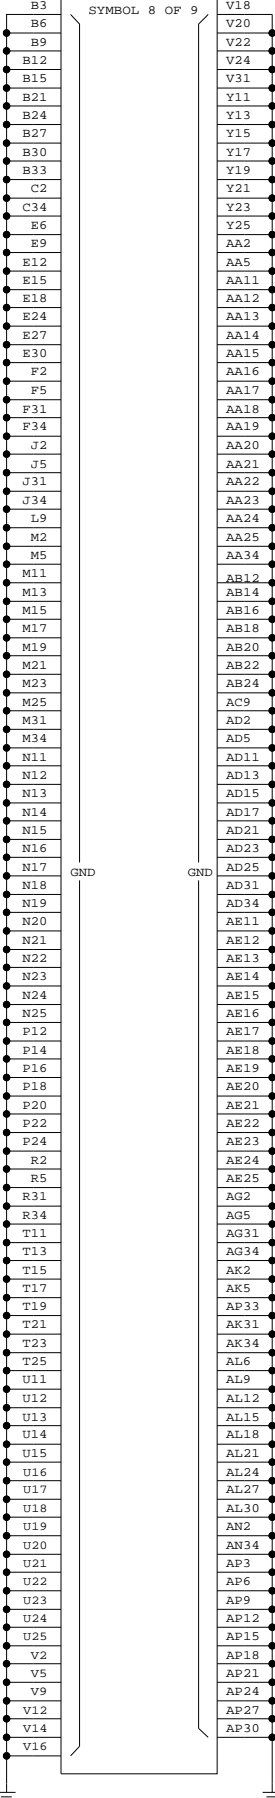 B3
SYMBOL 8 OF 9
V18
B6
V20
B9
V22
B12
V24
B15
V31
B21
Y11
B24
Y13
B27
Y15
B30
Y17
B33
Y19
C2
Y21
C34
Y23
E6
Y25
E9
AA2
E12
AA5
E15
AA11
E18
AA12
E24
AA13
E27
AA14
E30
AA15
F2
AA16
F5
AA17
F31
AA18
F34
AA19
J2
AA20
J5
AA21
J31
AA22
J34
AA23
L9
AA24
M2
AA25
M5
AA34
M11
AB12
M13
AB14
M15
AB16
M17
AB18
M19
AB20
M21
AB22
M23
AB24
M25
AC9
M31
AD2
M34
AD5
N11
AD11
N12
AD13
N13
AD15
N14
AD17
N15
AD21
N16
AD23
N17
GND
GND
AD25
N18
AD31
N19
AD34
N20
AE11
N21
AE12
N22
AE13
N23
AE14
N24
AE15
N25
AE16
P12
AE17
P14
AE18
P16
AE19
P18
AE20
P20
AE21
P22
AE22
P24
AE23
R2
AE24
R5
AE25
R31
AG2
R34
AG5
T11
AG31
T13
AG34
T15
AK2
T17
AK5
T19
AP33
T21
AK31
T23
AK34
T25
AL6
U11
AL9
U12
AL12
U13
AL15
U14
AL18
U15
AL21
U16
AL24
U17
AL27
U18
AL30
U19
AN2
U20
AN34
U21
AP3
U22
AP6
U23
AP9
U24
AP12
U25
AP15
V2
AP18
V5
AP21
V9
AP24
V12
AP27
V14
AP30
V16